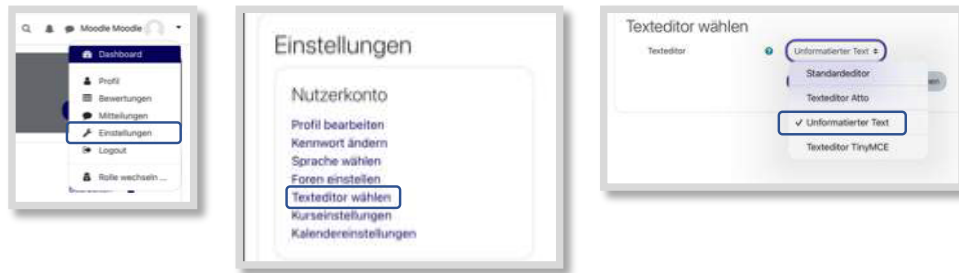 Moodle Moodle
Dashboard
Profil
Bewertungen
Mitteilungen
Einstellungen
Logout
Rolle wechseln ...
Einstellungen
Nutzerkonto
Profil bearbeiten
Kennwort ändern
Sprache wählen
Foren einstellen
Texteditor wählen
Kurseinstellungen
Kalendereinstellungen
Texteditor wählen
Texteditor
Unformatierter Text
Standardeditor
Texteditor Atto
✓ Unformatierter Text
Texteditor TinyMCE